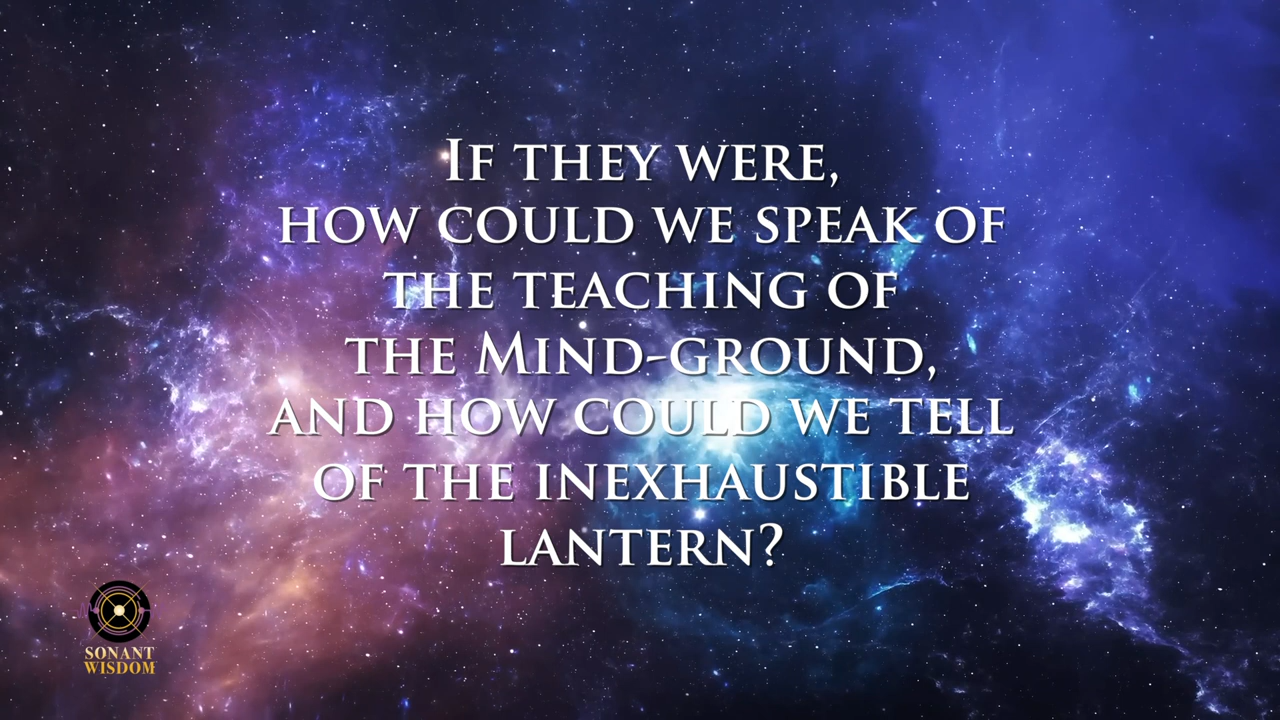 If they were,
how could we speak of
the teaching of
the Mind-ground,
and how could we tell
of the inexhaustible
lantern?
SONANT
WISDOM